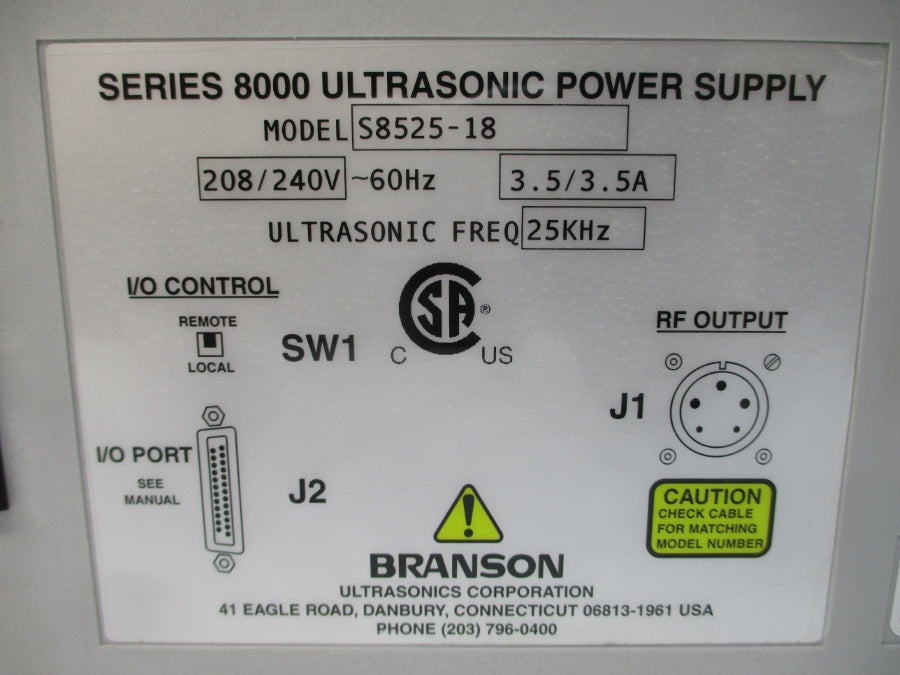 SERIES 8000 ULTRASONIC POWER SUPPLY
MODEL S8525-18
208/240V ~60Hz 3.5/3.5A
ULTRASONIC FREQ 25KHz
I/O CONTROL
REMOTE
LOCAL
SW1
C SA ® US
RF OUTPUT
J1
I/O PORT
SEE
MANUAL
J2
!
CAUTION
CHECK CABLE
FOR MATCHING
MODEL NUMBER
BRANSON
ULTRASONICS CORPORATION
41 EAGLE ROAD, DANBURY, CONNECTICUT 06813-1961 USA
PHONE (203) 796-0400